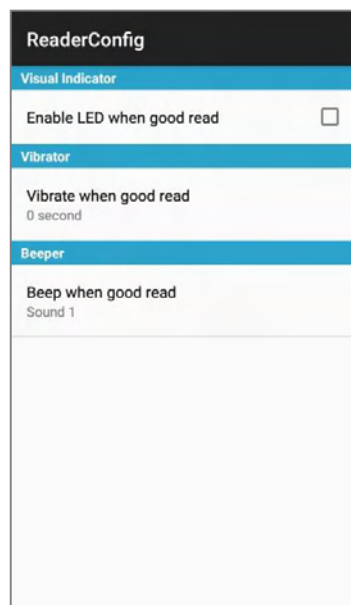 ReaderConfig
Visual Indicator
Enable LED when good read
Vibrator
Vibrate when good read
0 second
Beeper
Beep when good read
Sound 1